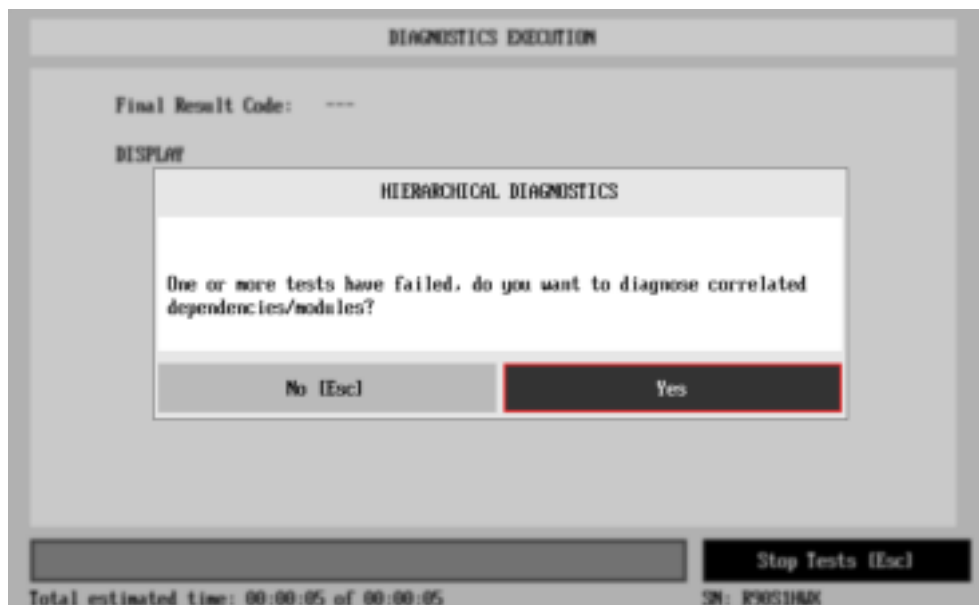 DIAGNOSTICS EXECUTION
Final Result Code: ---
DISPLAY
HIERARCHICAL DIAGNOSTICS
One or more tests have failed, do you want to diagnose correlated
dependencies/modules?
No [Esc] Yes
Stop Tests [Esc]
Total estimated time: 00:00:05 of 00:00:05 SN: